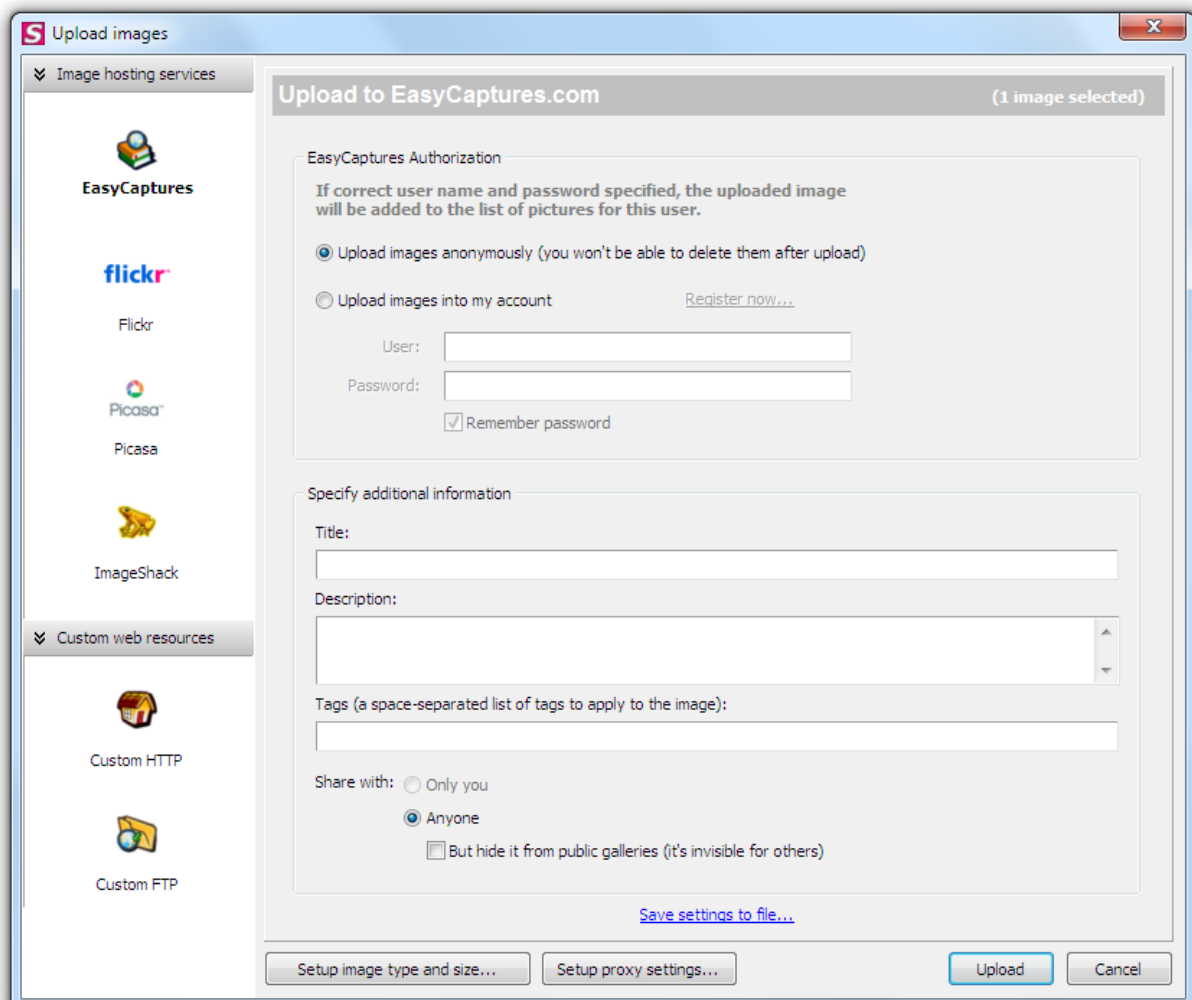 Upload images
Image hosting services
EasyCaptures
flickr
Flickr
Picasa
Picasa
ImageShack
Custom web resources
Custom HTTP
Custom FTP
Upload to EasyCaptures.com
(1 image selected)
EasyCaptures Authorization
If correct user name and password specified, the uploaded image
will be added to the list of pictures for this user.
Upload images anonymously (you won't be able to delete them after upload)
Upload images into my account
Register now...
User:
Password:
Remember password
Specify additional information
Title:
Description:
Tags (a space-separated list of tags to apply to the image):
Share with:
Only you
Anyone
But hide it from public galleries (it's invisible for others)
Save settings to file...
Setup image type and size...
Setup proxy settings...
Upload
Cancel